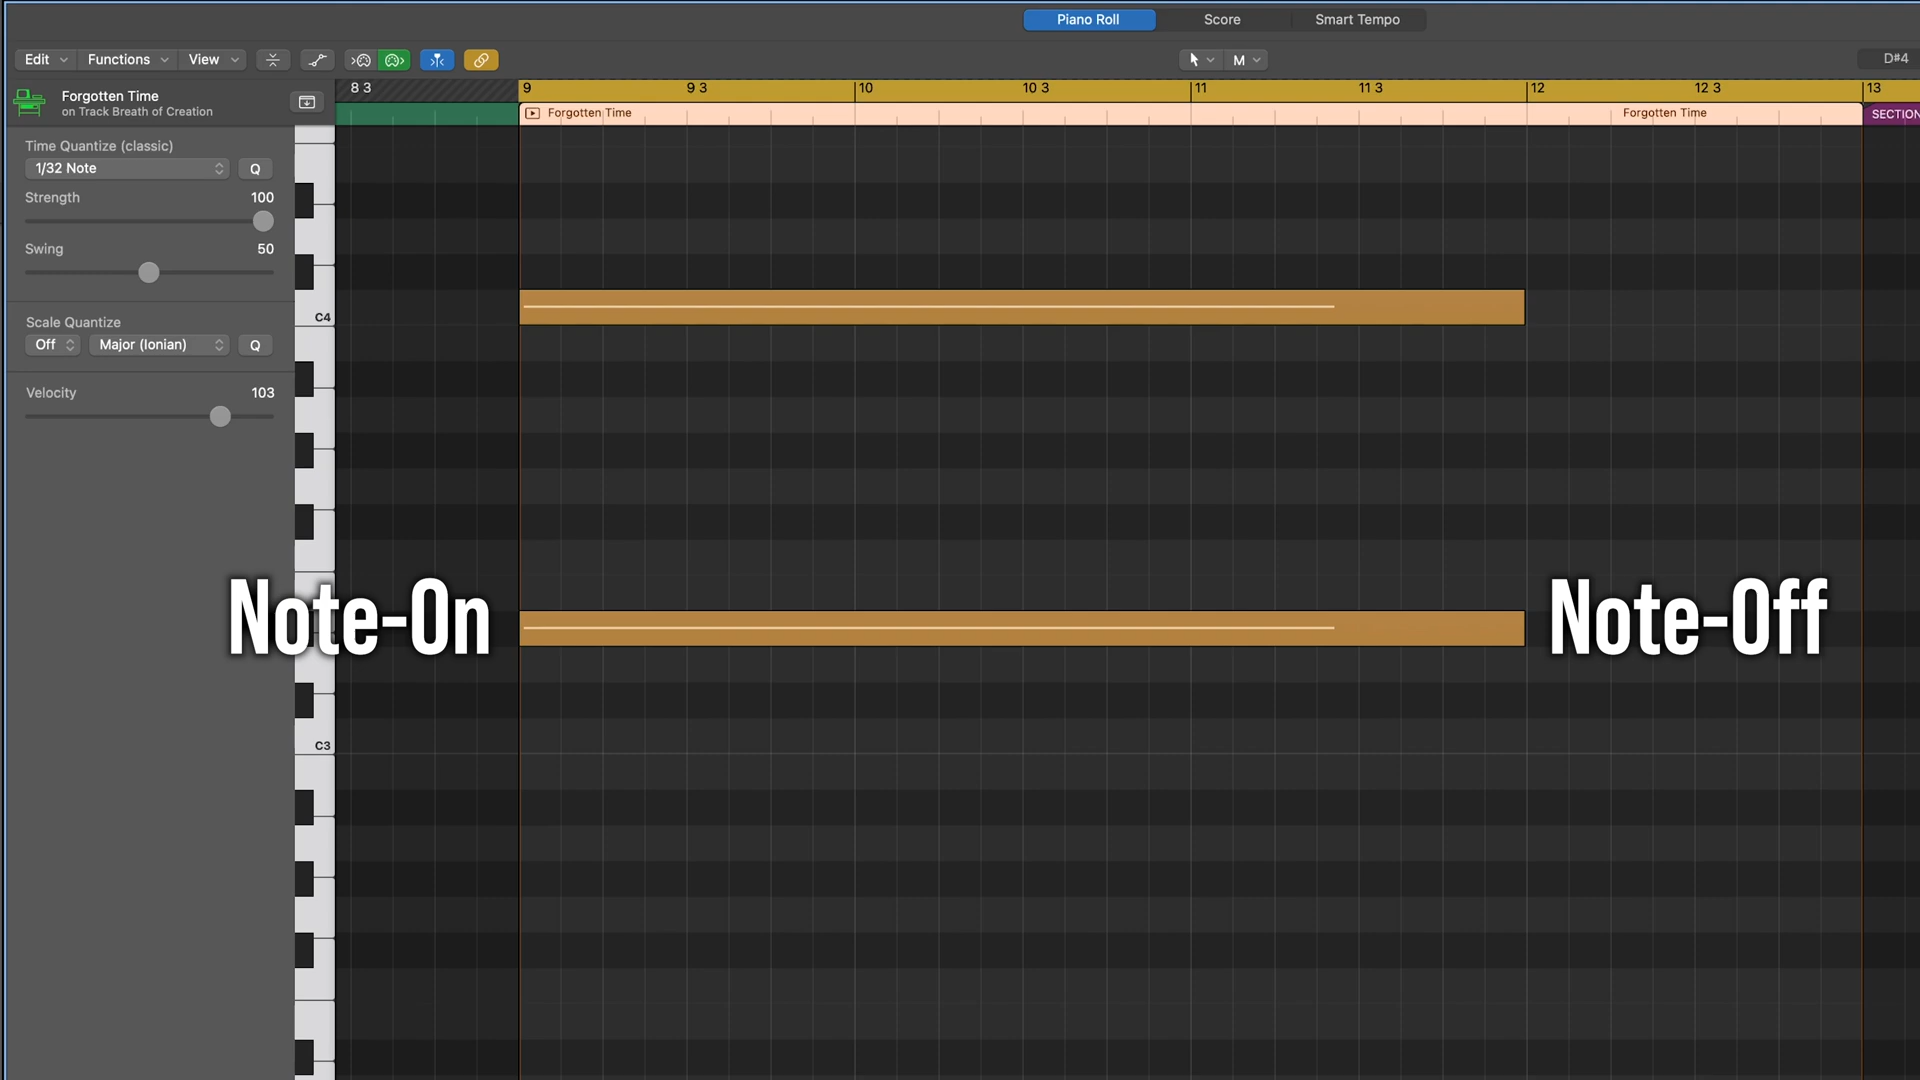 Piano Roll Score Smart Tempo
Edit Functions View M D#4
8 3 9 9 3 10 10 3 11 11 3 12 12 3 13
Forgotten Time
on Track Breath of Creation
Forgotten Time Forgotten Time SECTION
Time Quantize (classic)
1/32 Note Q
Strength 100
Swing 50
C4
Scale Quantize
Off Major (Ionian) Q
Velocity 103
Note-On Note-Off
C3